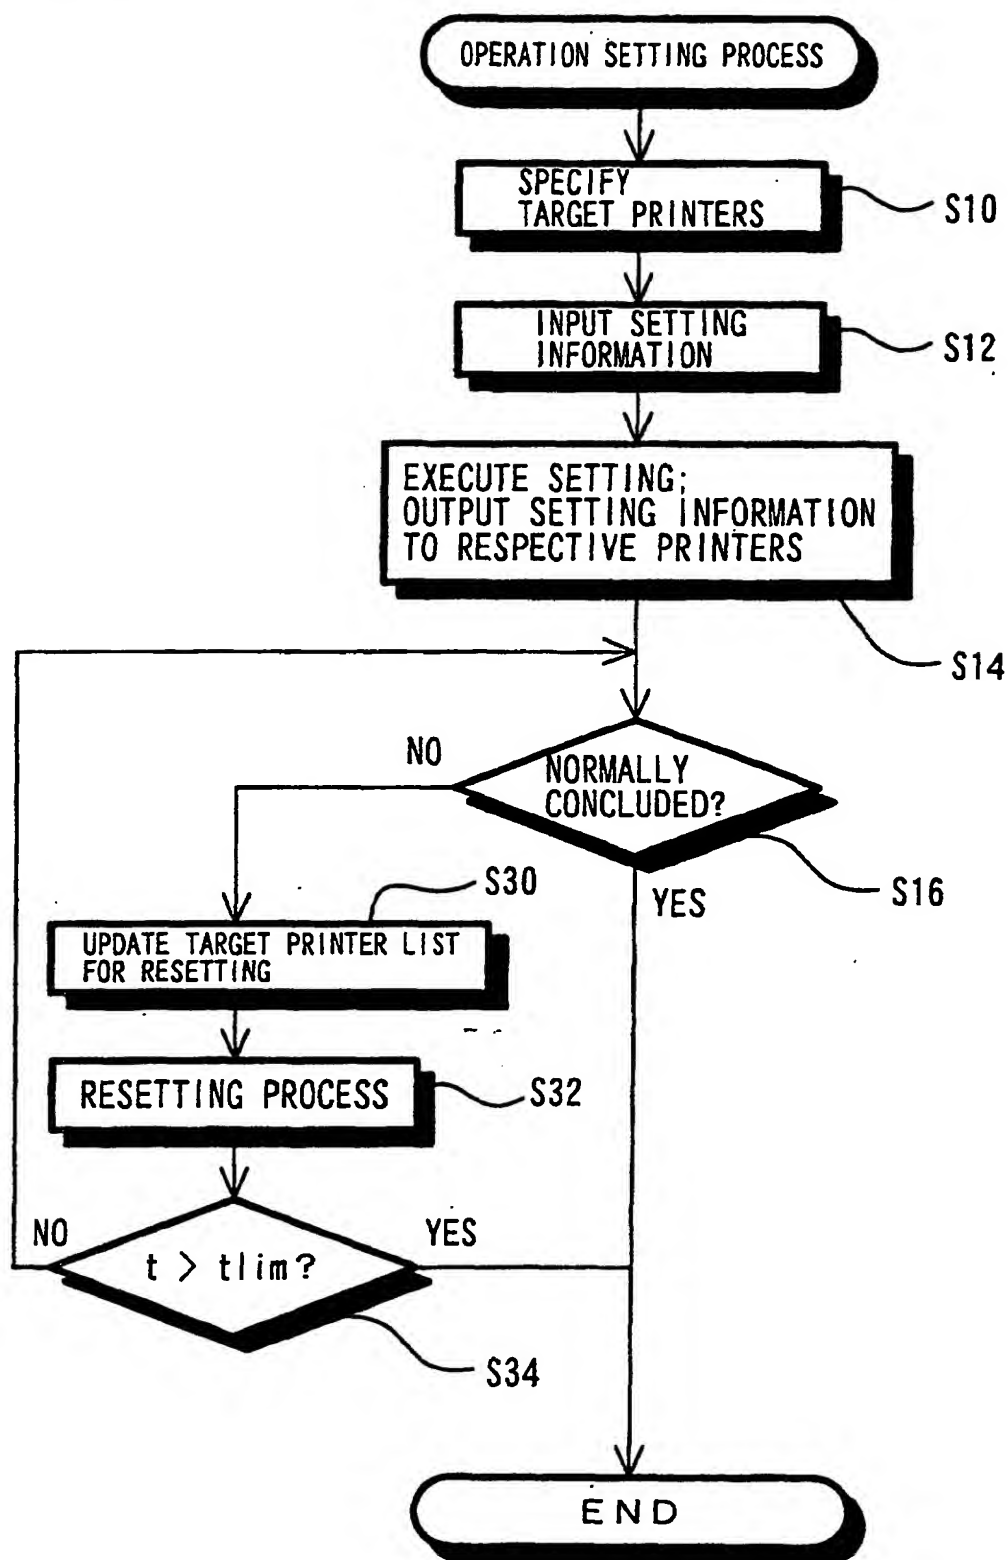 OPERATION SETTING PROCESS
SPECIFY
TARGET PRINTERS
S10
INPUT SETTING
INFORMATION
S12
EXECUTE SETTING;
OUTPUT SETTING INFORMATION
TO RESPECTIVE PRINTERS
S14
NO
NORMALLY
CONCLUDED?
S16
YES
S30
UPDATE TARGET PRINTER LIST
FOR RESETTING
RESETTING PROCESS
S32
NO
t > tlim?
YES
S34
END